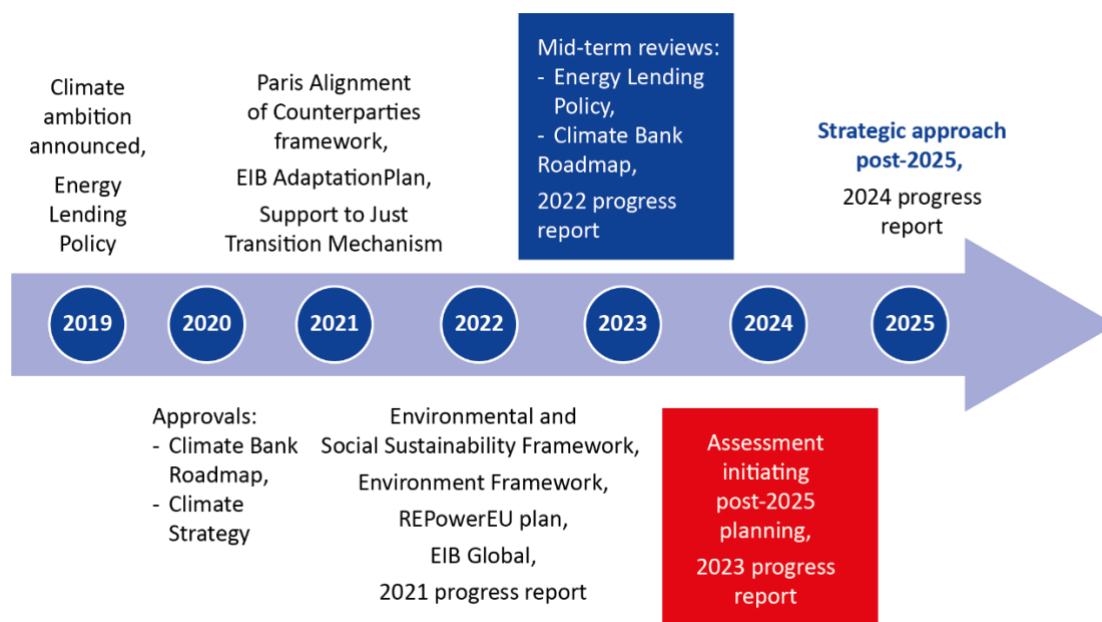 Climate
ambition
announced,
Energy
Lending
Policy
Paris Alignment
of Counterparties
framework,
EIB AdaptationPlan,
Support to Just
Transition Mechanism
Mid-term reviews:
- Energy Lending
Policy,
- Climate Bank
Roadmap,
2022 progress
report
Strategic approach
post-2025,
2024 progress
report
2019
2020
2021
2022
2023
2024
2025
Approvals:
- Climate Bank
Roadmap,
- Climate
Strategy
Environmental and
Social Sustainability Framework,
Environment Framework,
REPowerEU plan,
EIB Global,
2021 progress report
Assessment
initiating
post-2025
planning,
2023 progress
report